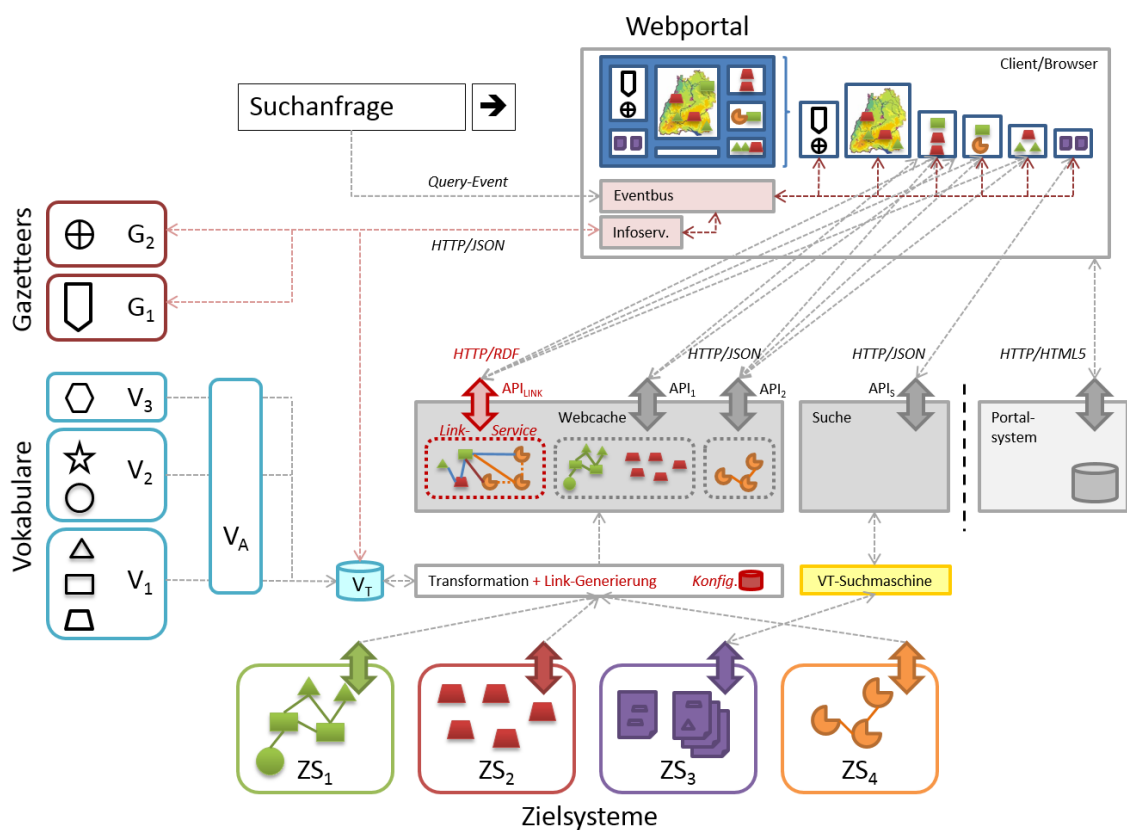 Webportal
Client/Browser
Suchanfrage
Query-Event
Eventbus
Infoserv.
HTTP/JSON
Gazetteers
G2
G1
HTTP/RDF
HTTP/JSON
HTTP/JSON
HTTP/HTML5
APILINK
API1
API2
APIS
Webcache
Suche
Portal-
system
Link-
Service
Vokabulare
V3
V2
V1
VA
VT
Transformation + Link-Generierung
Konfig.
VT-Suchmaschine
ZS1
ZS2
ZS3
ZS4
Zielsysteme